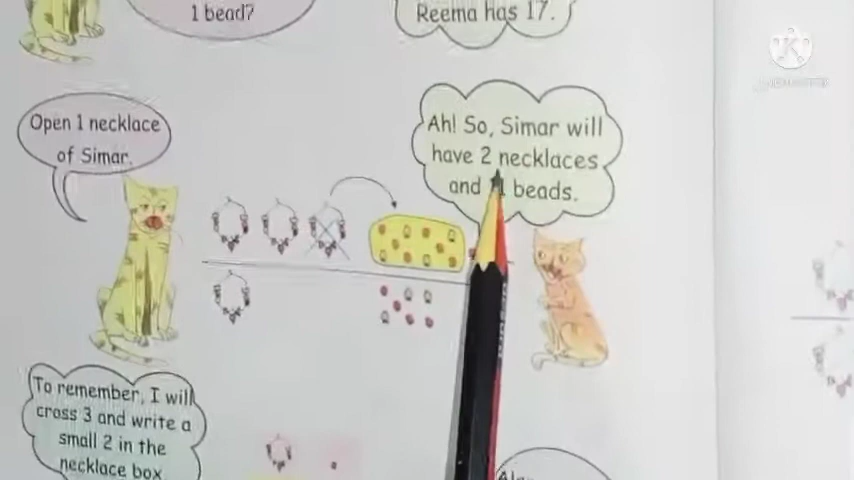 1 bead?
Reema has 17.
Open 1 necklace
of Simar.
Ah! So, Simar will
have 2 necklaces
and beads.
To remember, I will
cross 3 and write a
small 2 in the
necklace box
K